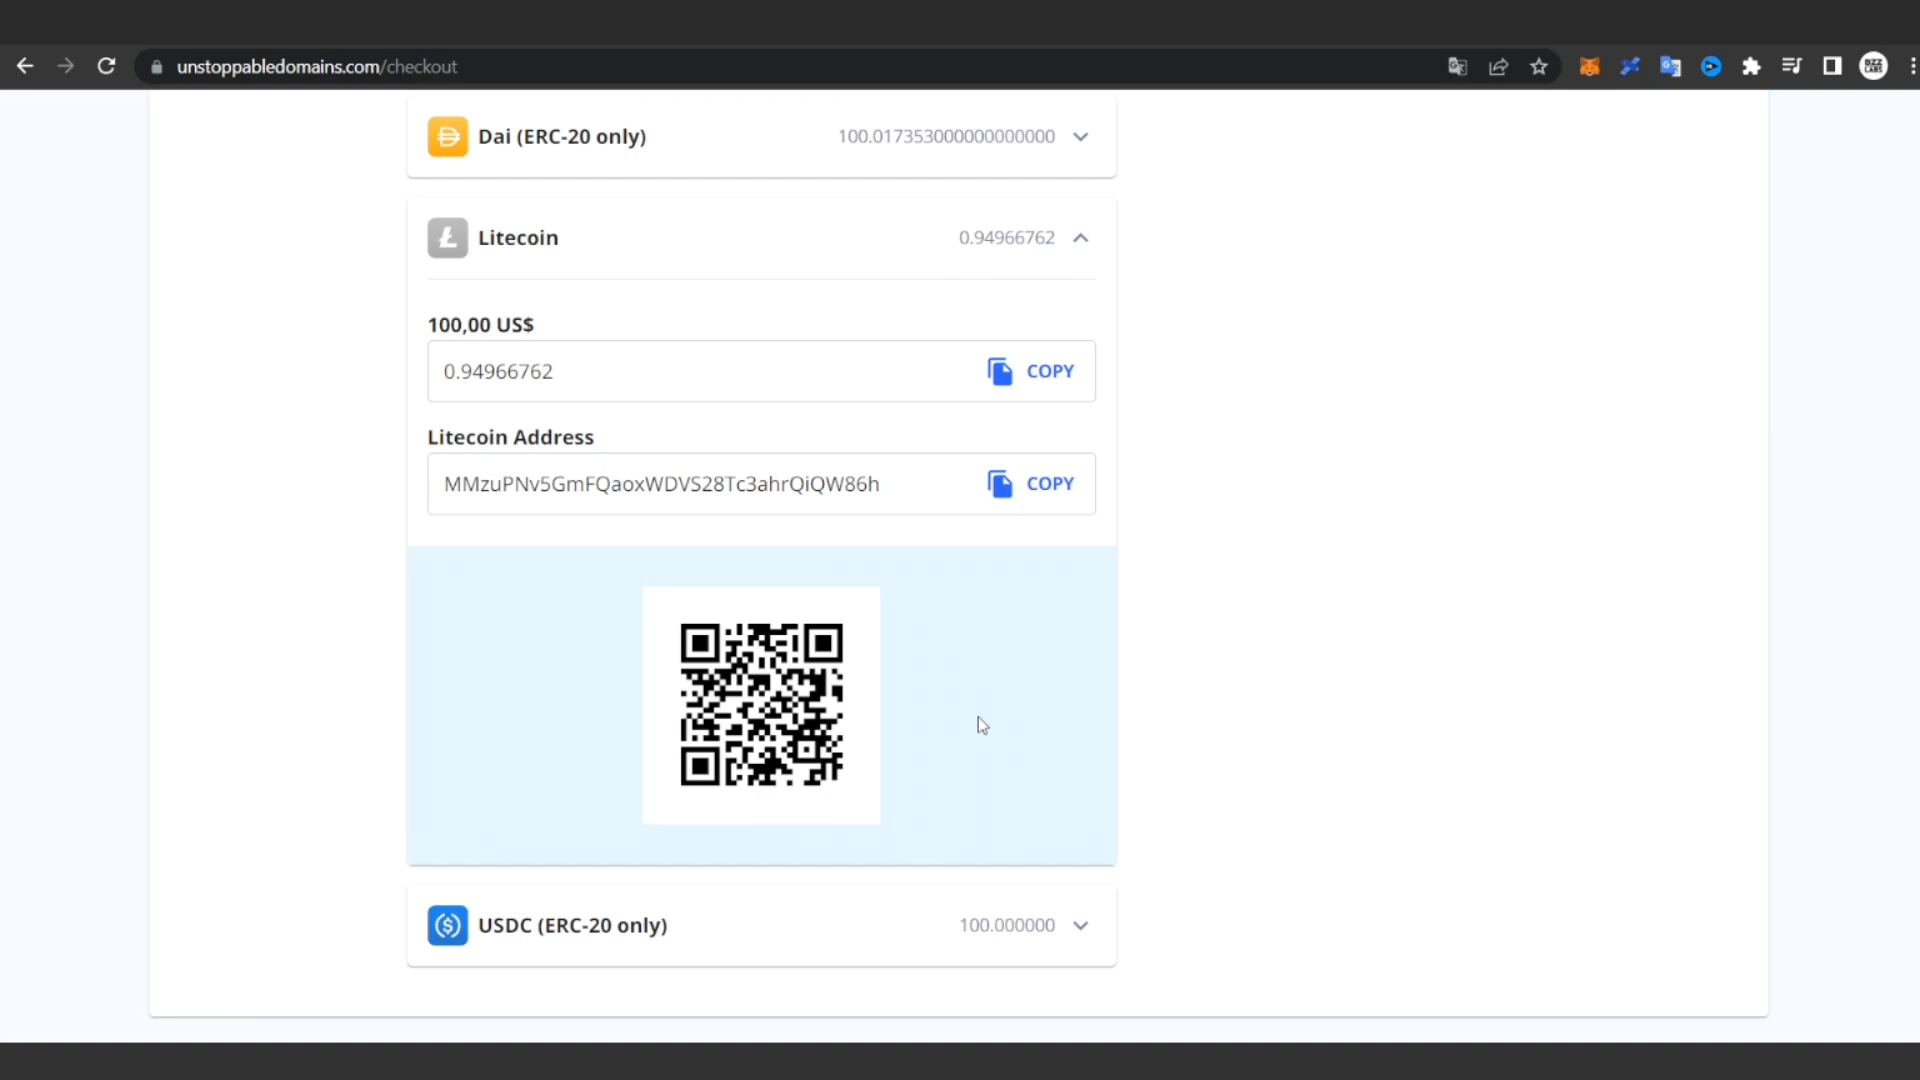 unstoppabledomains.com/checkout
Dai (ERC-20 only) 100.017353000000000000
Litecoin 0.94966762
100,00 US$
0.94966762 COPY
Litecoin Address
MMzuPNv5GmFQaoxWDVS28Tc3ahrQiQW86h COPY
USDC (ERC-20 only) 100.000000